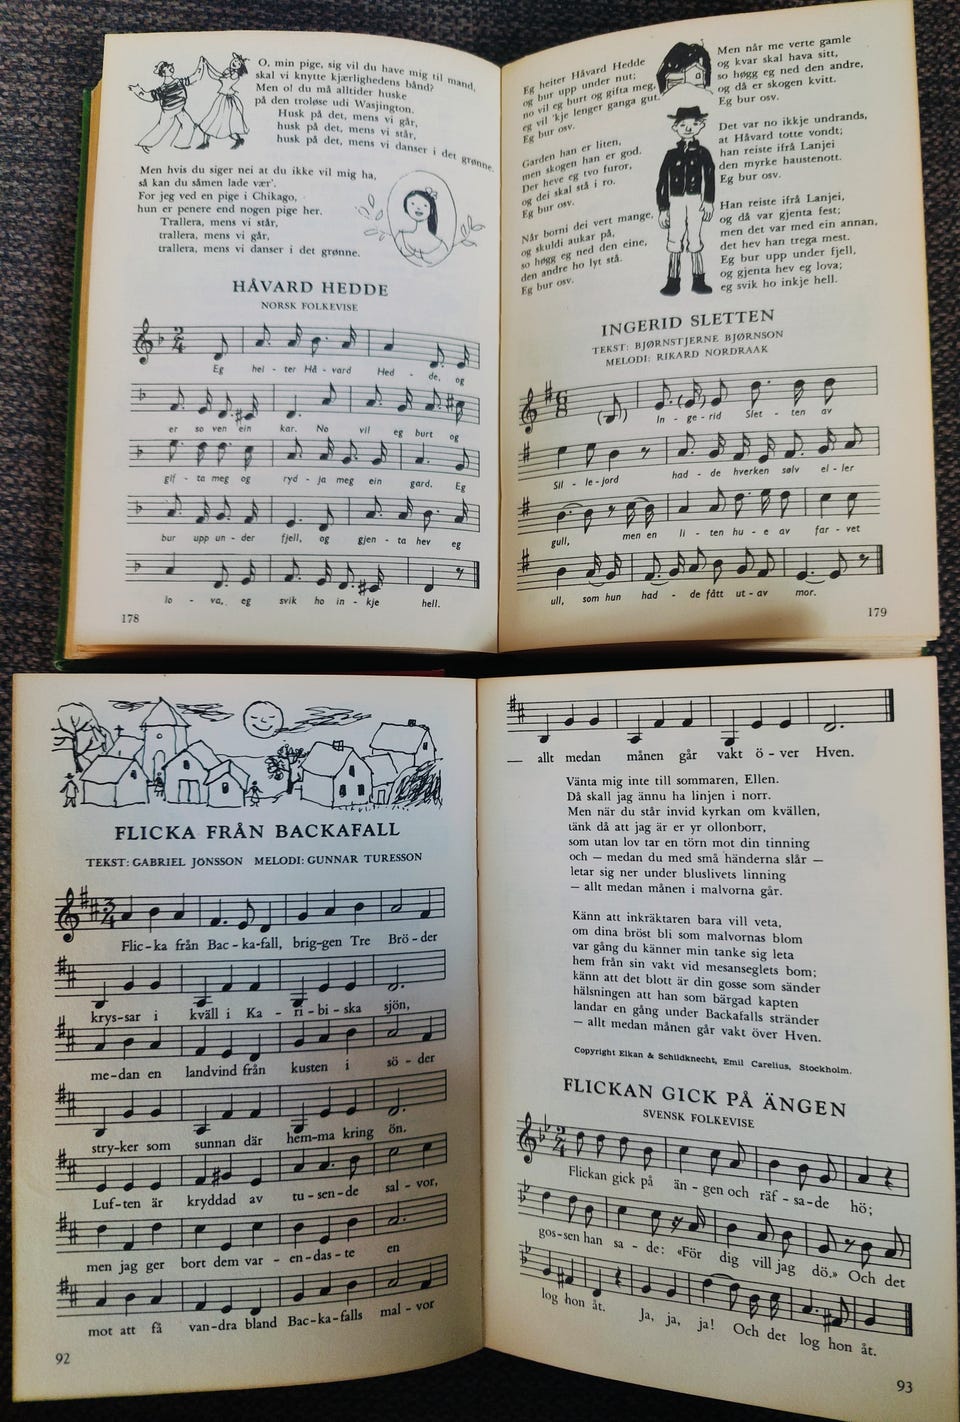 O, min pige, sig vil du have mig til mand,
skal vi knytte kjærlighedens bånd?
Men o! du må alltider huske
på den troløse udi Wasjington.
Husk på det, mens vi går,
husk på det, mens vi står,
husk på det, mens vi danser i det grønne.
Men hvis du siger nei at du ikke vil mig ha,
så kan du såmen lade vær'.
For jeg ved en pige i Chikago,
hun er penere end nogen pige her.
Trallera, mens vi står,
trallera, mens vi går,
trallera, mens vi danser i det grønne.
HÅVARD HEDDE
NORSK FOLKEVISE
Eg hei - ter Hå - vard Hed - de, og
er so ven ein kar. No vil eg burt og
gif - ta meg og ryd - ja meg ein gard. Eg
bur upp un - der fjell, og gjen - ta hev eg
lo - va, eg svik ho in - kje hell.
178
Eg heiter Håvard Hedde
og bur upp under nut;
no vil eg burt og gifta meg,
eg vil 'kje lenger ganga gut.
Eg bur osv.
Garden han er liten,
men skogen han er god.
Der heve eg tvo furor,
og dei skal stå i ro.
Eg bur osv.
Når borni dei vert mange,
og skuldi aukar på,
so høgg eg ned den eine,
den andre ho lyt stå.
Eg bur osv.
Men når me verte gamle
og kvar skal hava sitt,
so høgg eg ned den andre,
og då er skogen kvitt.
Eg bur osv.
Det var no ikkje undrands,
at Håvard totte vondt;
han reiste ifrå Lanjei
den myrke haustenott.
Eg bur osv.
Han reiste ifrå Lanjei,
og då var gjenta fest;
men det var med ein annan,
det hev han trega mest.
Eg bur upp under fjell,
og gjenta hev eg lova;
eg svik ho inkje hell.
INGERID SLETTEN
TEKST: BJØRNSTJERNE BJØRNSON
MELODI: RIKARD NORDRAAK
In - ge - rid Slet - ten av
Sil - le - jord had - de hverken sølv el - ler
gull, men en li - ten hu - e av far - vet
ull, som hun had - de fått ut - av mor.
179
FLICKA FRÅN BACKAFALL
TEKST: GABRIEL JÖNSSON MELODI: GUNNAR TURESSON
Flic - ka från Bac - ka-fall, brig-gen Tre Brö - der
krys-sar i kväll i Ka - ri - bi - ska sjön,
me-dan en landvind från kusten i sö - der
stry-ker som sunnan där hem-ma kring ön.
Luf-ten är kryddad av tu - sen - de sal - vor,
men jag ger bort dem var - en-das - te en
mot att få van-dra bland Bac-ka-falls mal - vor
92
— allt medan månen går vakt ö - ver Hven.
Vänta mig inte till sommaren, Ellen.
Då skall jag ännu ha linjen i norr.
Men när du står invid kyrkan om kvällen,
tänk då att jag är er yr ollonborr,
som utan lov tar en törn mot din tinning
och — medan du med små händerna slår —
letar sig ner under bluslivets linning
— allt medan månen i malvorna går.
Känn att inkräktaren bara vill veta,
om dina bröst bli som malvornas blom
var gång du känner min tanke sig leta
hem från sin vakt vid mesanseglets bom;
känn att det blott är din gosse som sänder
hälsningen att han som bärgad kapten
landar en gång under Backafalls stränder
— allt medan månen går vakt över Hven.
Copyright Elkan & Schildknecht, Emil Carelius, Stockholm.
FLICKAN GICK PÅ ÄNGEN
SVENSK FOLKEVISE
Flickan gick på än - gen och räf - sa - de hö;
gos-sen han sa - de: «För dig vill jag dö.» Och det
log hon åt. Ja, ja, ja! Och det log hon åt.
93